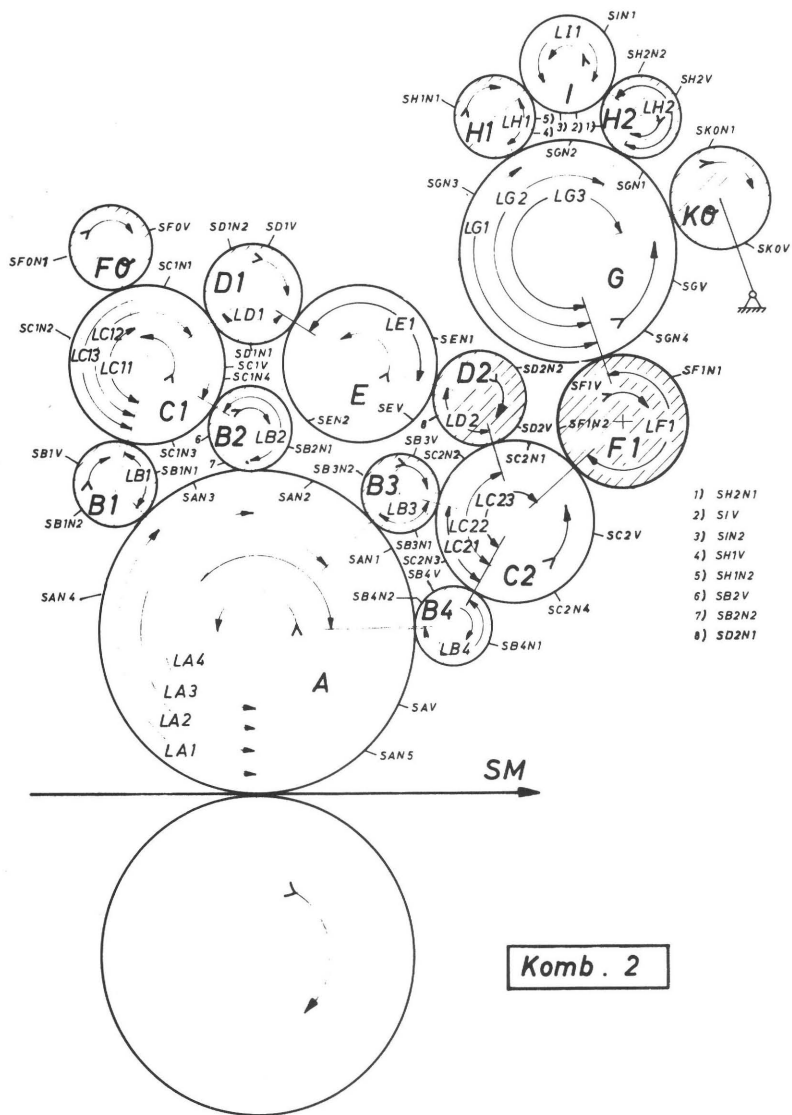 SIN1
LI1
I
SH2N2
SH2V
SH1N1
LH1
H1
5)
4)
3)
2)
1)
LH2
H2
SGN2
SGN1
SK0N1
SGN3
LG2
LG1
LG3
KO
SK0V
G
SGV
SGN4
SF0V
SF0N1
FO
SD1N2
SD1V
SC1N1
D1
LD1
SC1N2
LC12
LC13
LC11
C1
SD1N1
SC1V
SC1N4
LE1
E
SEN1
SEN2
SEV
8
D2
LD2
SD2N2
SD2V
SF1V
SF1N1
SF1N2
LF1
F1
SC1N3
6
7
B2
LB2
SB2N1
SB1V
LB1
SB1N1
B1
SB1N2
SAN3
SAN2
SB3N2
SB3V
B3
LB3
SB3N1
SC2N2
SC2N1
LC23
LC22
LC21
SC2N3
C2
SC2V
SC2N4
SAN1
SB4V
SB4N2
B4
LB4
SB4N1
SAN4
LA4
LA3
LA2
LA1
A
SAV
SAN5
1) SH2N1
2) SIV
3) SIN2
4) SH1V
5) SH1N2
6) SB2V
7) SB2N2
8) SD2N1
SM
Komb. 2